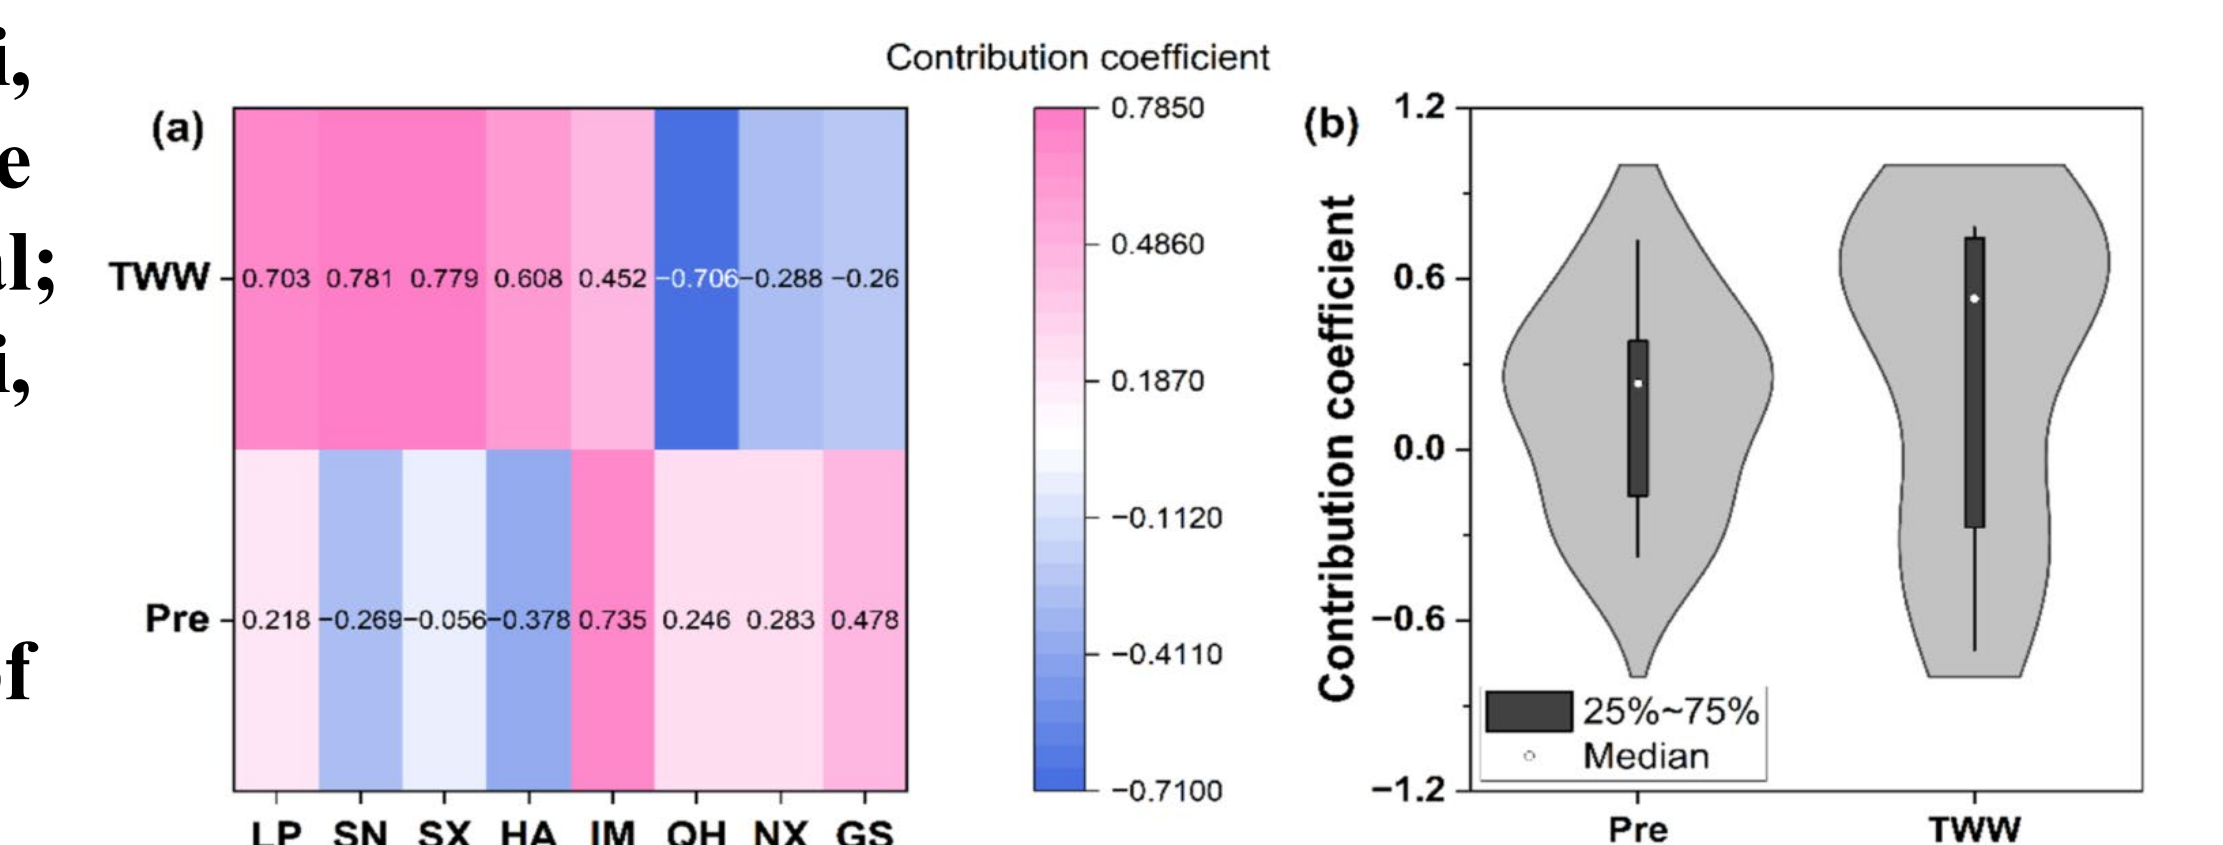 i,
e
al;
i,
of
Contribution coefficient
(a)
TWW
0.703 0.781 0.779 0.608 0.452 −0.706 −0.288 −0.26
Pre
0.218 −0.269 −0.056 −0.378 0.735 0.246 0.283 0.478
LP SN SX HA IM QH NX GS
0.7850
0.4860
0.1870
−0.1120
−0.4110
−0.7100
(b)
Contribution coefficient
1.2
0.6
0.0
−0.6
−1.2
25%~75%
Median
Pre TWW